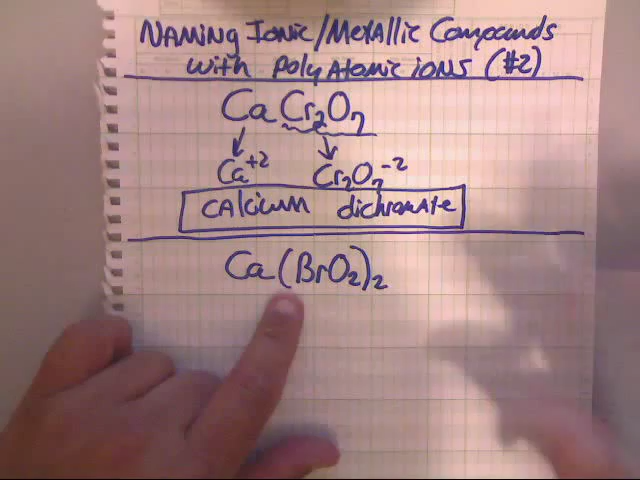 NAMING IONIC/METALLIC COMPOUNDS
WITH POLYATOMIC IONS (#2)
CaCr₂O₇
Ca⁺² Cr₂O₇⁻²
CALCIUM dichromate
Ca(BrO₂)₂